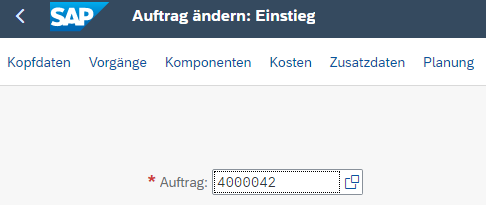 SAP Auftrag ändern: Einstieg
Kopfdaten Vorgänge Komponenten Kosten Zusatzdaten Planung
* Auftrag: 4000042